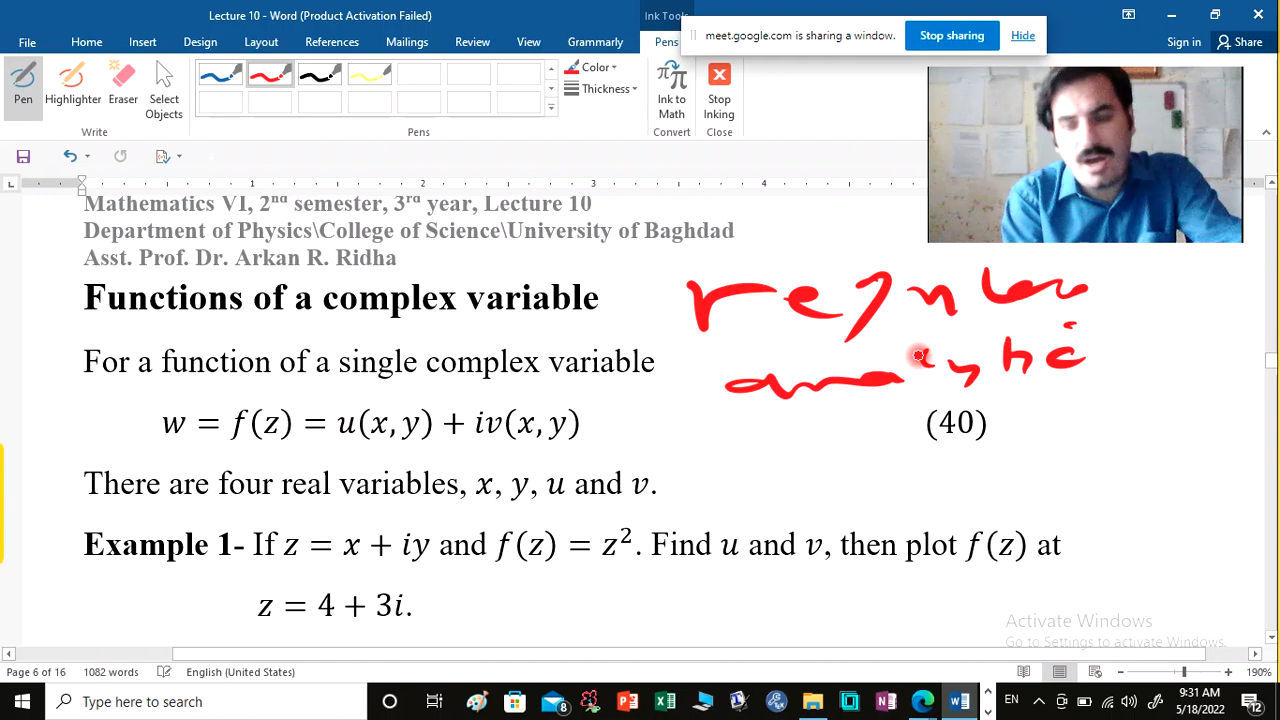 Lecture 10 - Word (Product Activation Failed)
Ink Tools
meet.google.com is sharing a window.
Stop sharing
Hide
File Home Insert Design Layout References Mailings Review View Grammarly Pens
Sign in Share
Pen Highlighter Eraser Select Objects
Color
Thickness
Ink to Math
Stop Inking
Write Pens Convert Close
1 2 3 4
Mathematics VI, 2nd semester, 3rd year, Lecture 10
Department of Physics\College of Science\University of Baghdad
Asst. Prof. Dr. Arkan R. Ridha
Functions of a complex variable
For a function of a single complex variable
w = f(z) = u(x, y) + iv(x, y) (40)
There are four real variables, x, y, u and v.
Example 1- If z = x + iy and f(z) = z². Find u and v, then plot f(z) at
z = 4 + 3i.
Activate Windows
Go to Settings to activate Windows.
Page 6 of 16 1082 words English (United States) 190%
Type here to search
8
EN
9:31 AM
5/18/2022
12